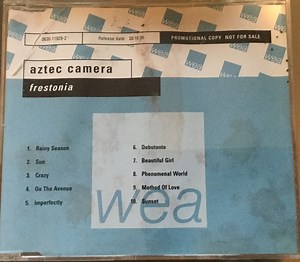 PROMOTIONAL COPY NOT FOR SALE
aztec camera
frestonia
1. Rainy Season
2. Sun
3. Crazy
4. On The Avenue
5. Imperfectly
6. Debutante
7. Beautiful Girl
8. Phenomenal World
9. Method Of Love
10. Sunset
wea